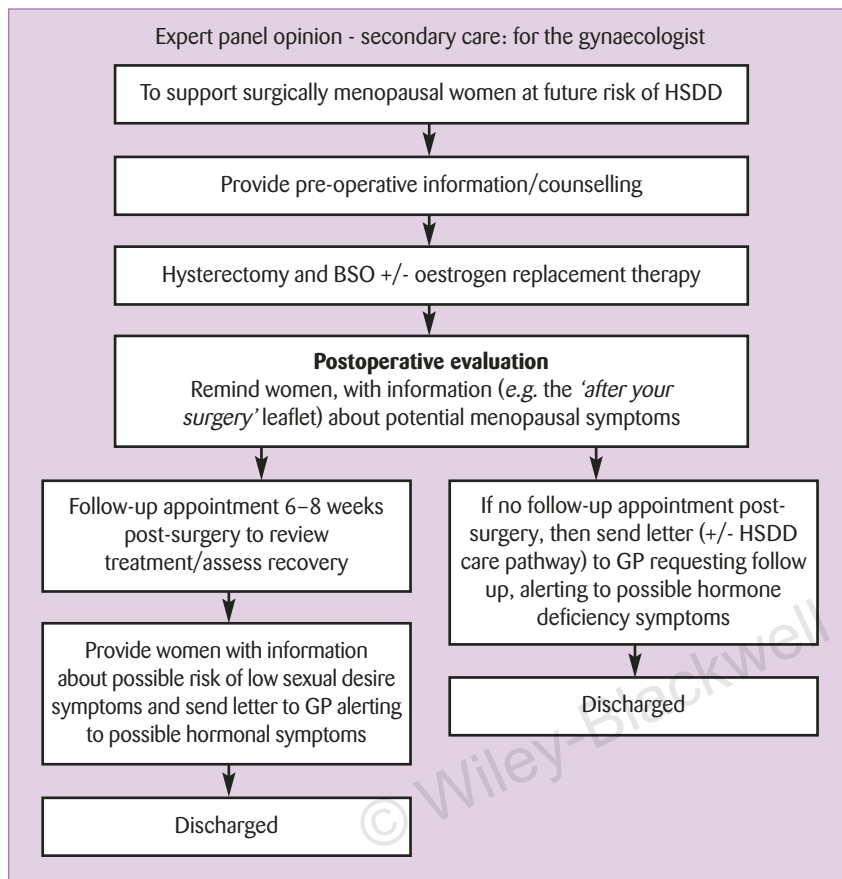 Expert panel opinion - secondary care: for the gynaecologist
To support surgically menopausal women at future risk of HSDD
Provide pre-operative information/counselling
Hysterectomy and BSO +/- oestrogen replacement therapy
Postoperative evaluation
Remind women, with information (e.g. the ‘after your
surgery’ leaflet) about potential menopausal symptoms
Follow-up appointment 6–8 weeks
post-surgery to review
treatment/assess recovery
Provide women with information
about possible risk of low sexual desire
symptoms and send letter to GP alerting
to possible hormonal symptoms
Discharged
If no follow-up appointment post-
surgery, then send letter (+/- HSDD
care pathway) to GP requesting follow
up, alerting to possible hormone
deficiency symptoms
Discharged
© Wiley-Blackwell